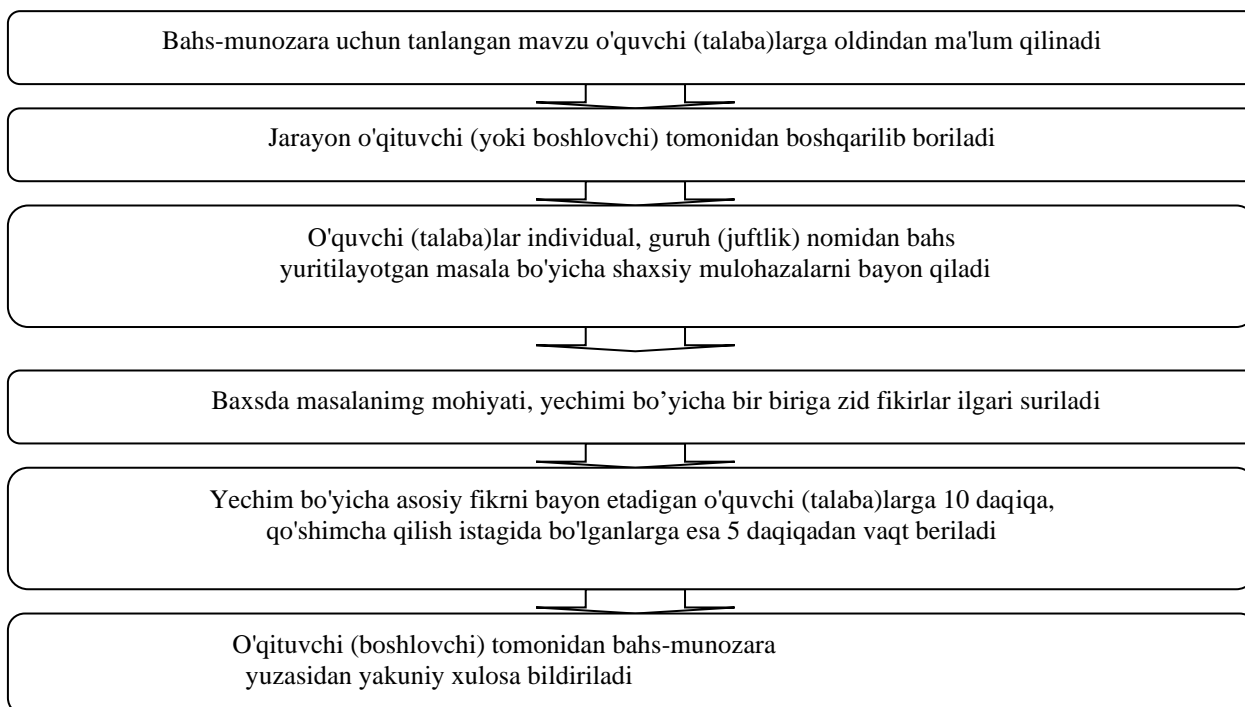 Bahs-munozara uchun tanlangan mavzu o'quvchi (talaba)larga oldindan ma'lum qilinadi
Jarayon o'qituvchi (yoki boshlovchi) tomonidan boshqarilib boriladi
O'quvchi (talaba)lar individual, guruh (juftlik) nomidan bahs
yuritilayotgan masala bo'yicha shaxsiy mulohazalarni bayon qiladi
Baxsda masalanimg mohiyati, yechimi bo’yicha bir biriga zid fikirlar ilgari suriladi
Yechim bo'yicha asosiy fikrni bayon etadigan o'quvchi (talaba)larga 10 daqiqa,
qo'shimcha qilish istagida bo'lganlarga esa 5 daqiqadan vaqt beriladi
O'qituvchi (boshlovchi) tomonidan bahs-munozara
yuzasidan yakuniy xulosa bildiriladi